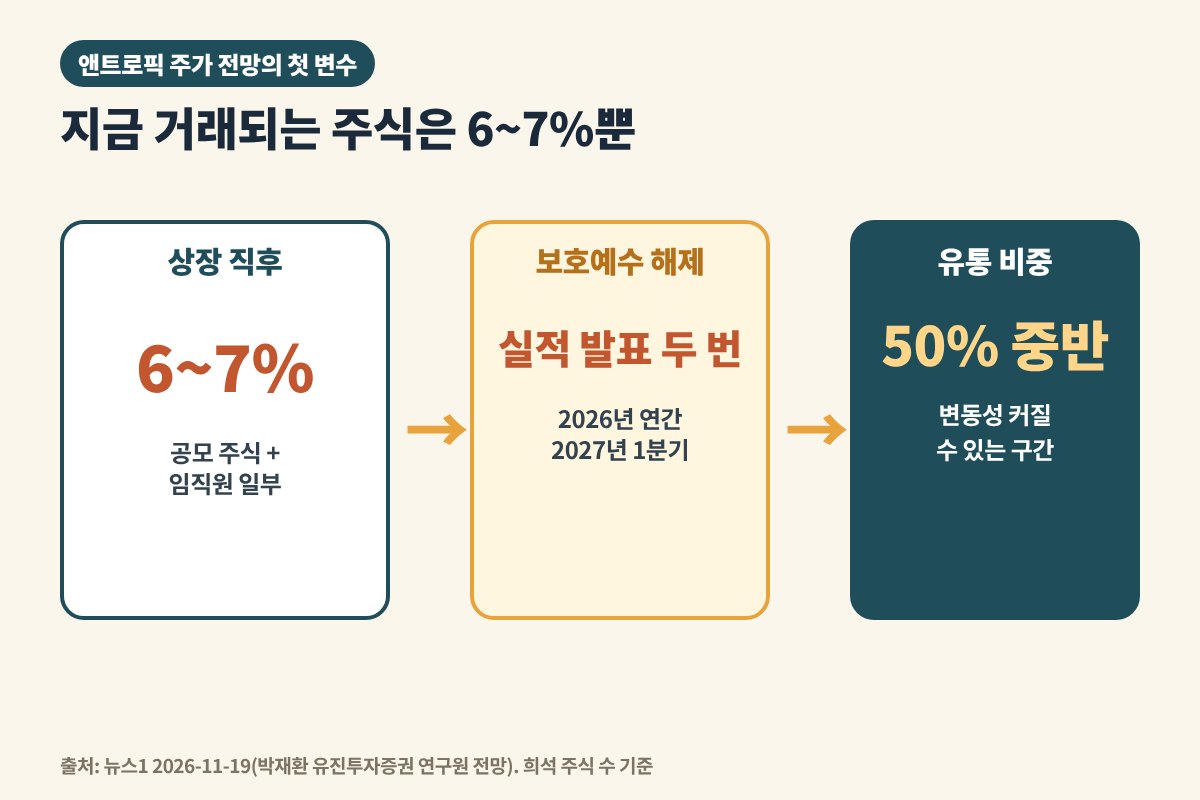 앤트로픽 주가 전망의 첫 변수
지금 거래되는 주식은 6~7%뿐
상장 직후
6~7%
공모 주식 +
임직원 일부
→
보호예수 해제
실적 발표 두 번
2026년 연간
2027년 1분기
→
유통 비중
50% 중반
변동성 커질
수 있는 구간
출처: 뉴스1 2026-11-19(박재환 유진투자증권 연구원 전망). 희석 주식 수 기준